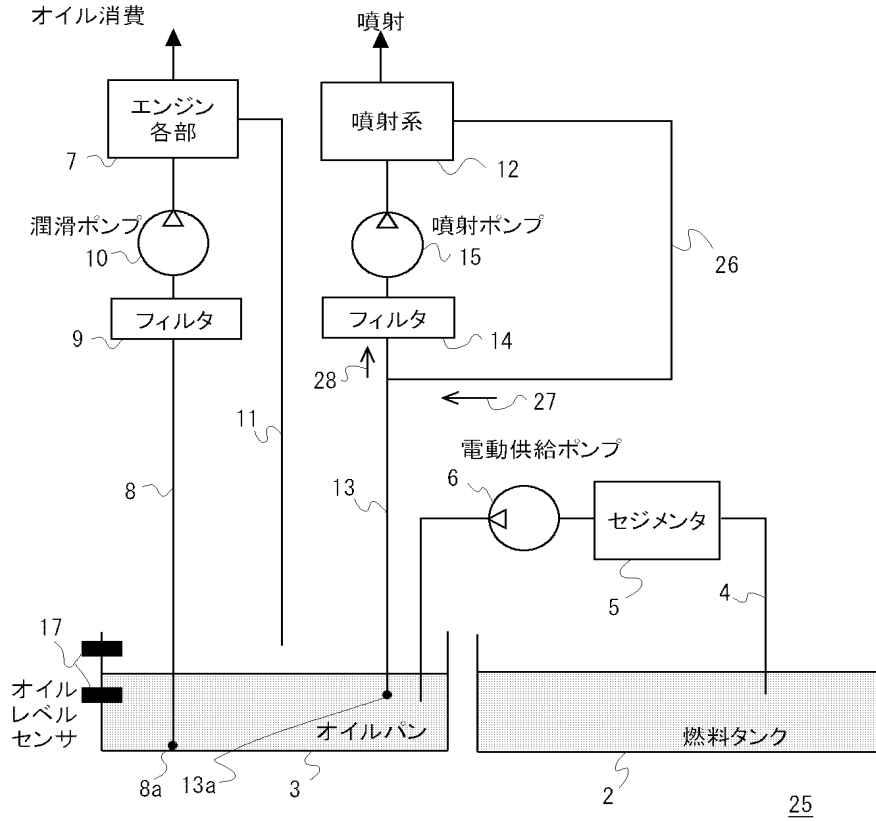 オイル消費
噴射
エンジン
各部
噴射系
7
12
潤滑ポンプ
10
噴射ポンプ
15
26
フィルタ
フィルタ
9
14
28
27
11
電動供給ポンプ
8
13
6
セジメンタ
5
4
17
オイル
レベル
センサ
オイルパン
燃料タンク
8a
13a
3
2
25